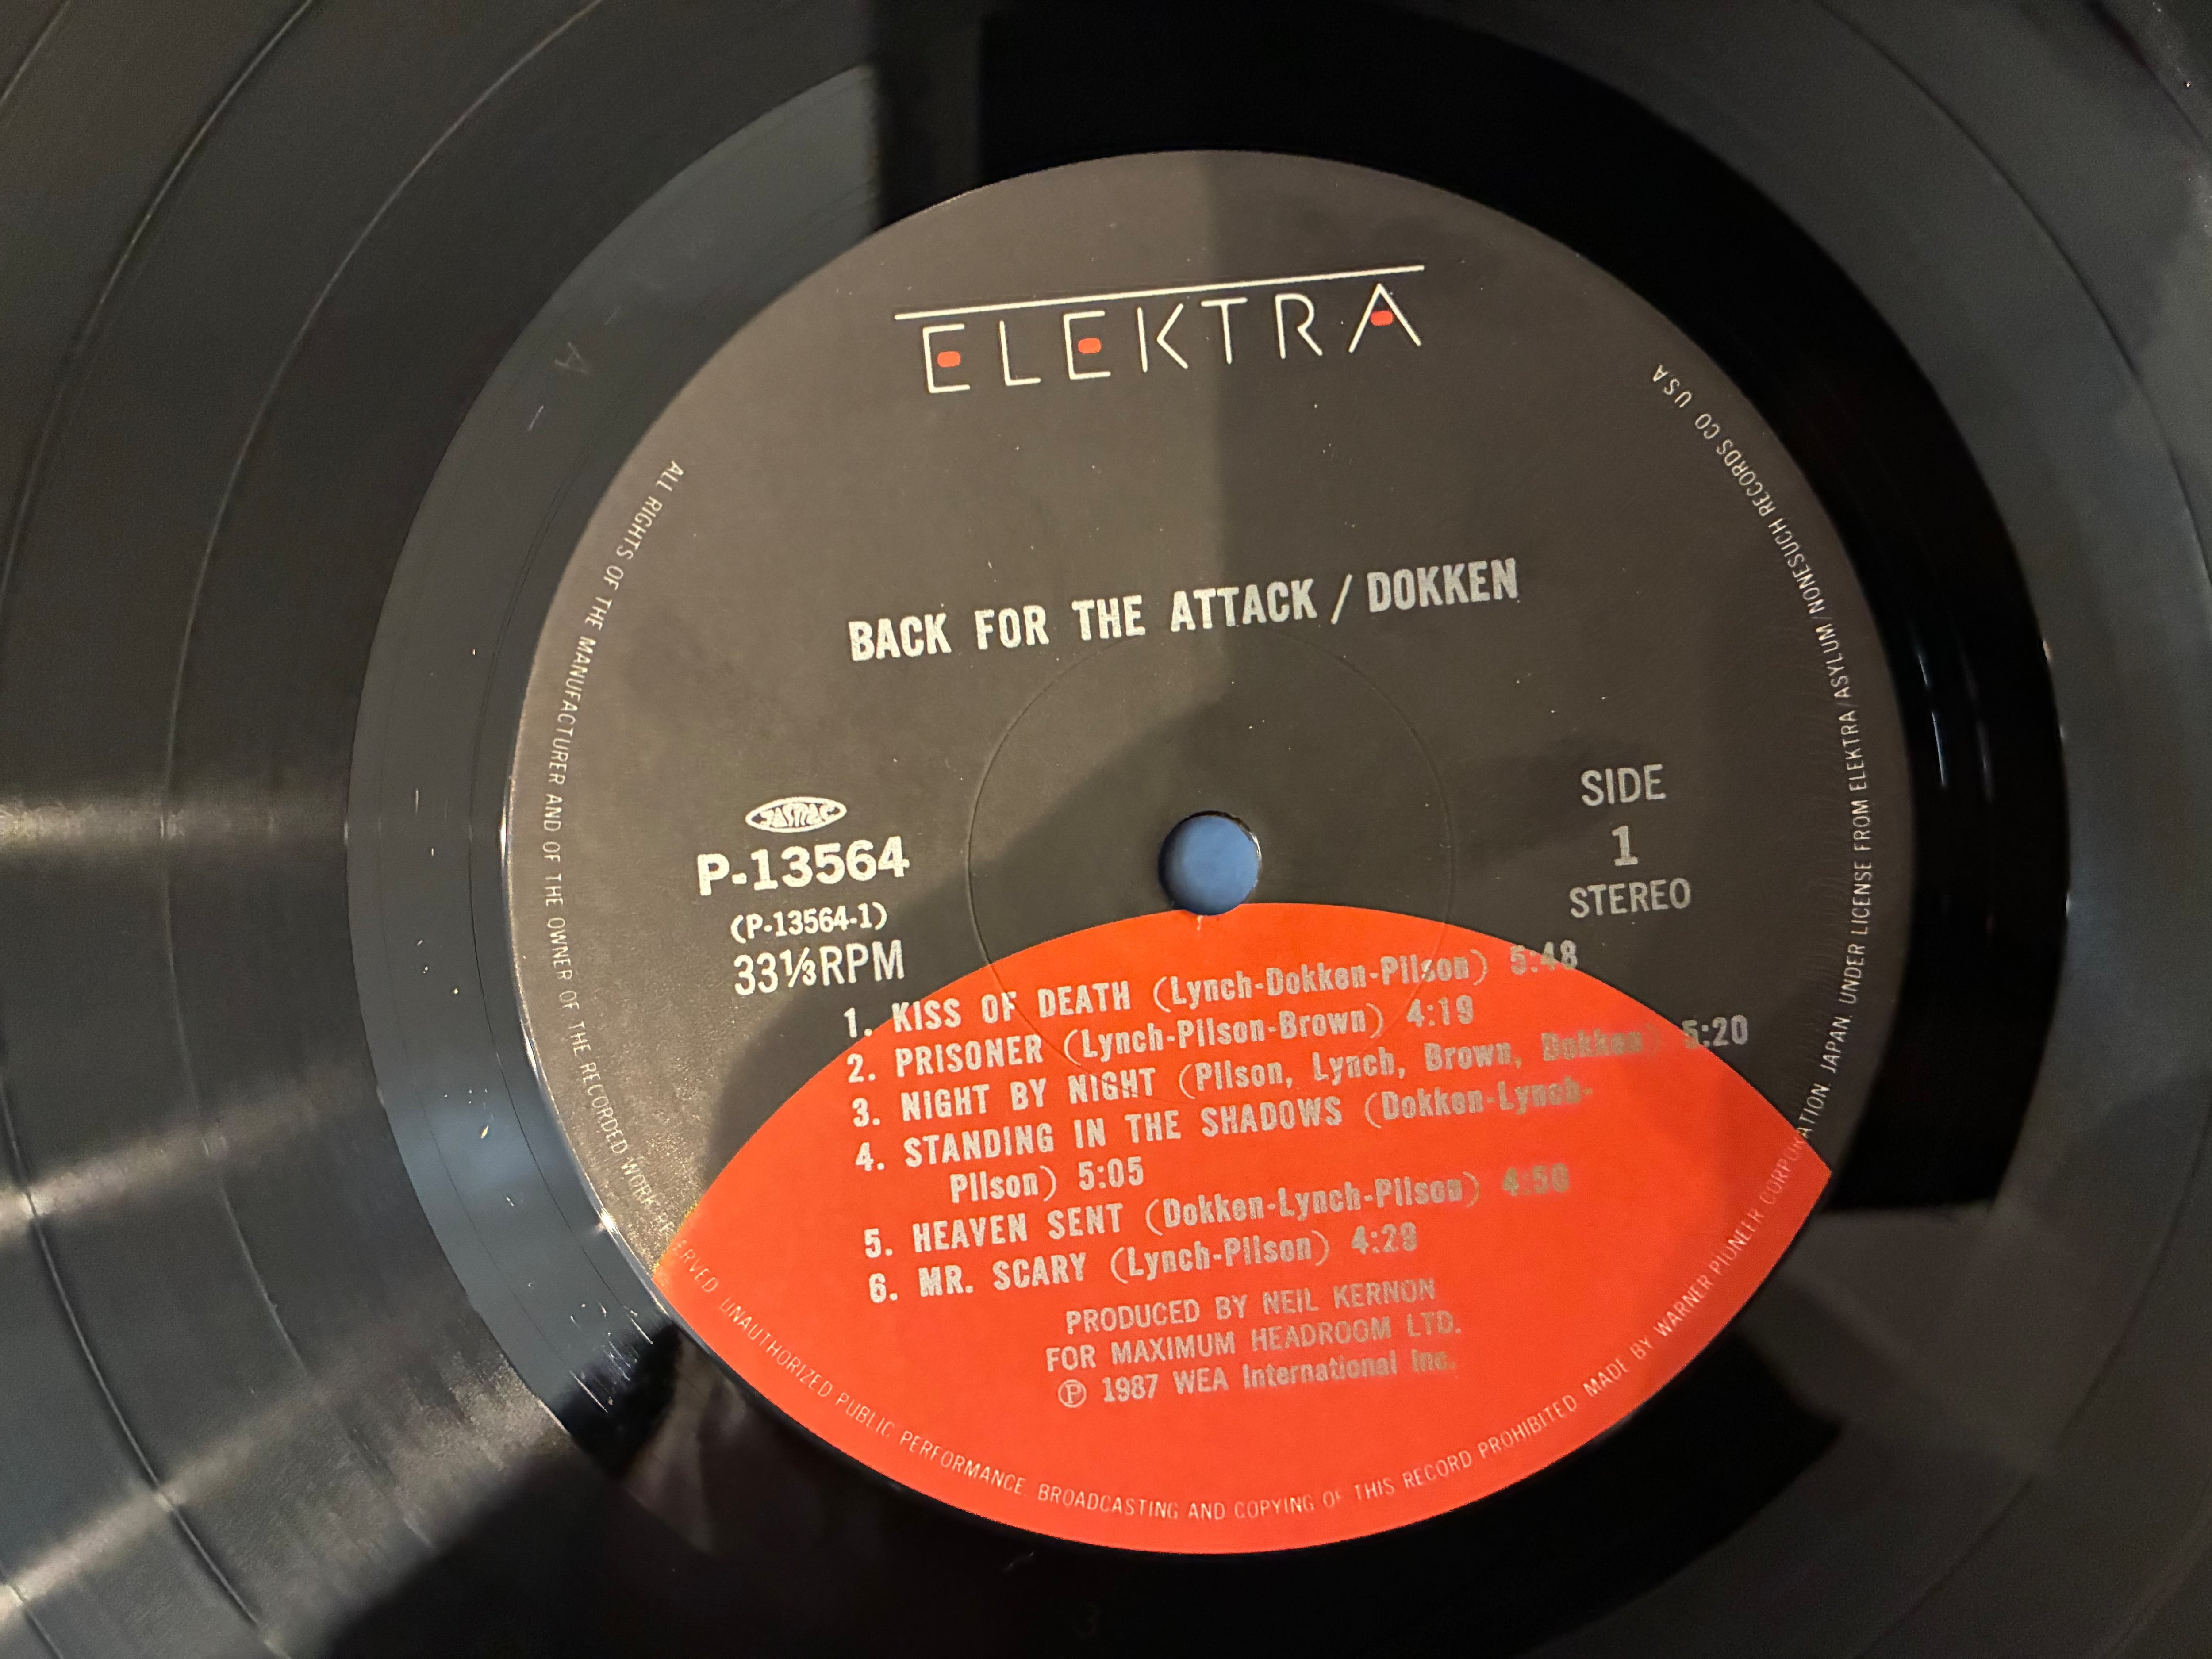 ELEKTRA
BACK FOR THE ATTACK / DOKKEN
JASRAC
P-13564
(P-13564-1)
33⅓RPM
SIDE
1
STEREO
1. KISS OF DEATH (Lynch-Dokken-Pilson) 5:48
2. PRISONER (Lynch-Pilson-Brown) 4:19
3. NIGHT BY NIGHT (Pilson, Lynch, Brown, Dokken) 5:20
4. STANDING IN THE SHADOWS (Dokken-Lynch-
Pilson) 5:05
5. HEAVEN SENT (Dokken-Lynch-Pilson) 4:50
6. MR. SCARY (Lynch-Pilson) 4:29
PRODUCED BY NEIL KERNON
FOR MAXIMUM HEADROOM LTD.
℗ 1987 WEA International Inc.
ALL RIGHTS OF THE MANUFACTURER AND OF THE OWNER OF THE RECORDED WORK RESERVED. UNAUTHORIZED PUBLIC PERFORMANCE. BROADCASTING AND COPYING OF THIS RECORD PROHIBITED. MADE BY WARNER PIONEER CORPORATION. JAPAN. UNDER LICENSE FROM ELEKTRA/ASYLUM/NONESUCH RECORDS CO USA